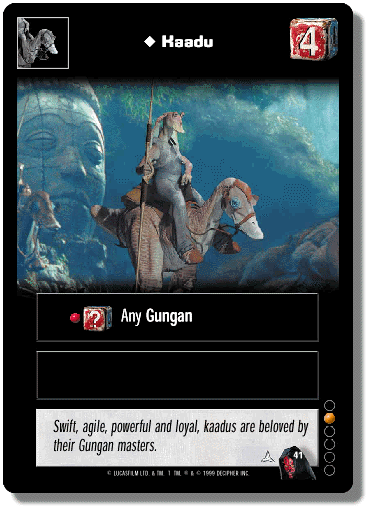 ◆ Kaadu
4
? Any Gungan
Swift, agile, powerful and loyal, kaadus are beloved by
their Gungan masters.
41
© LUCASFILM LTD. & TM. ? TM. ® & © 1999 DECIPHER INC.